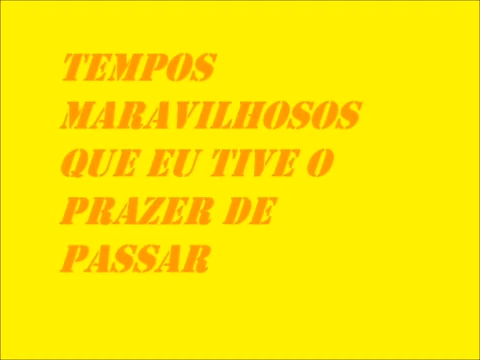 TEMPOS
MARAVILHOSOS
QUE EU TIVE O
PRAZER DE
PASSAR